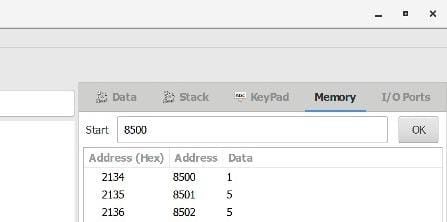 Data Stack ABC KeyPad Memory I/O Ports
Start 8500 OK
Address (Hex) Address Data
2134 8500 1
2135 8501 5
2136 8502 5